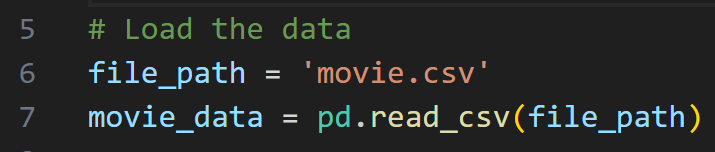 5 # Load the data
6 file_path = 'movie.csv'
7 movie_data = pd.read_csv(file_path)